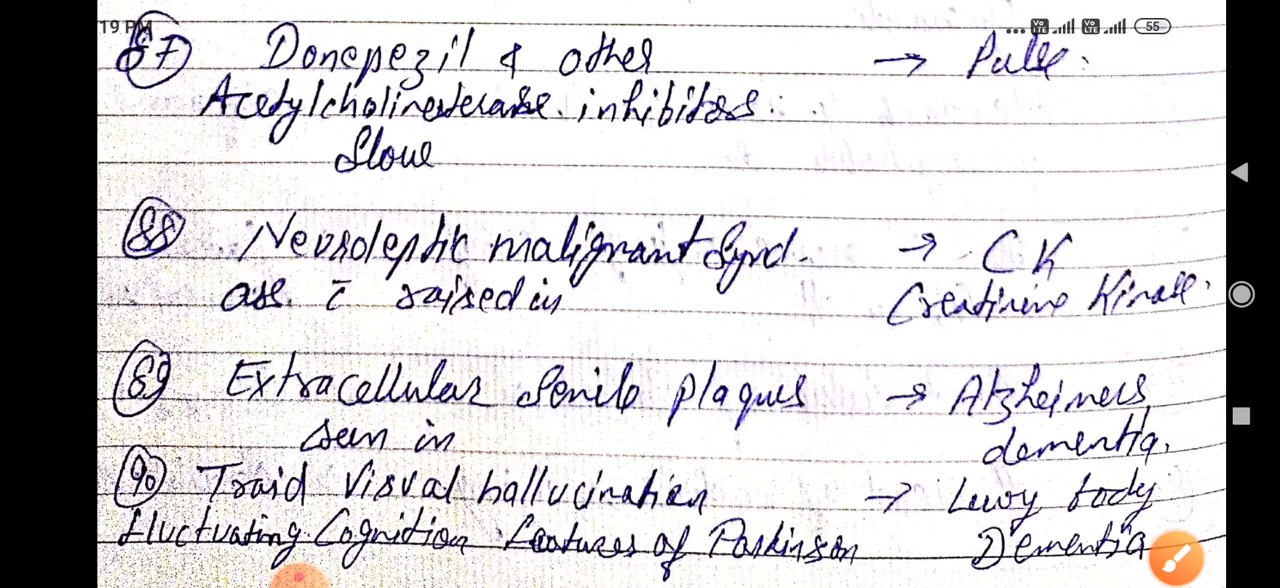 19 PM
55
87) Donepezil & other → Pulse.
Acetylcholinesterase inhibitors.
Slow
88) Neuroleptic malignant Synd. → CK
ass. c̄ raised in Creatinine Kinase.
89) Extracellular Senile plaques → Alzheimers
seen in dementia.
90) Traid Visual hallucination → Lewy body
fluctuating Cognition features of Parkinson Dementia